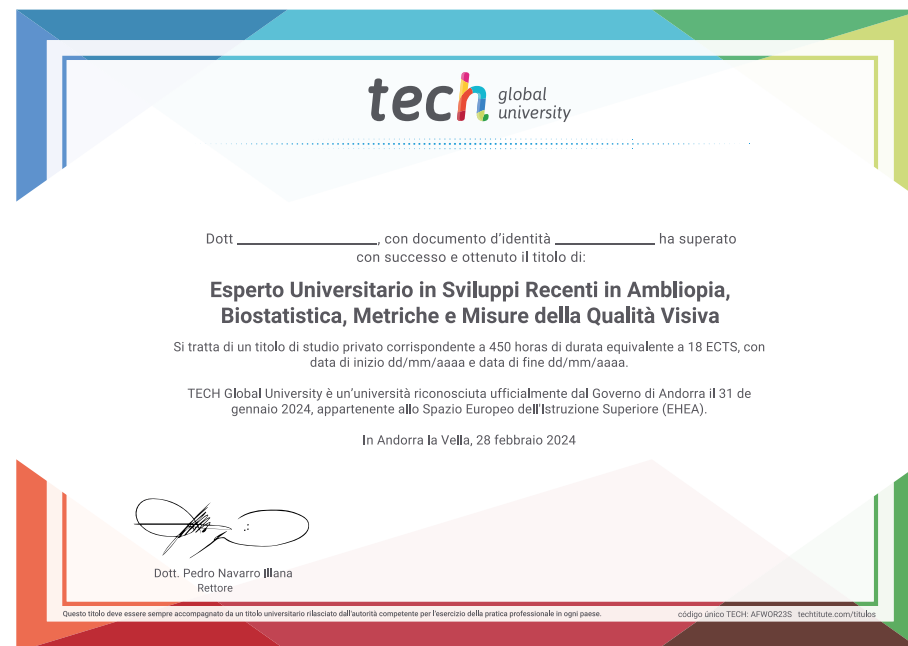 tech global university
Dott ____________, con documento d'identità ____________ ha superato
con successo e ottenuto il titolo di:
Esperto Universitario in Sviluppi Recenti in Ambliopia,
Biostatistica, Metriche e Misure della Qualità Visiva
Si tratta di un titolo di studio privato corrispondente a 450 horas di durata equivalente a 18 ECTS, con
data di inizio dd/mm/aaaa e data di fine dd/mm/aaaa.
TECH Global University è un'università riconosciuta ufficialmente dal Governo di Andorra il 31 de
gennaio 2024, appartenente allo Spazio Europeo dell'Istruzione Superiore (EHEA).
In Andorra la Vella, 28 febbraio 2024
Dott. Pedro Navarro Illana
Rettore
Questo titolo deve essere sempre accompagnato da un titolo universitario rilasciato dall'autorità competente per l'esercizio della pratica professionale in ogni paese.
código único TECH: AFWOR23S techtitute.com/titulos